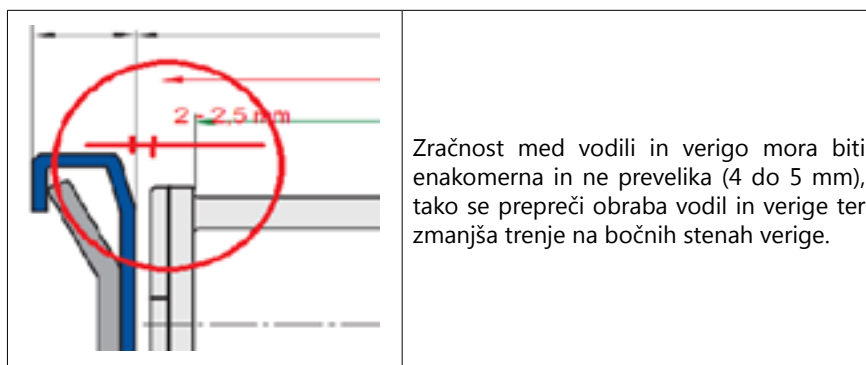 2 - 2,5 mm
Zračnost med vodili in verigo mora biti
enakomerna in ne prevelika (4 do 5 mm),
tako se prepreči obraba vodil in verige ter
zmanjša trenje na bočnih stenah verige.